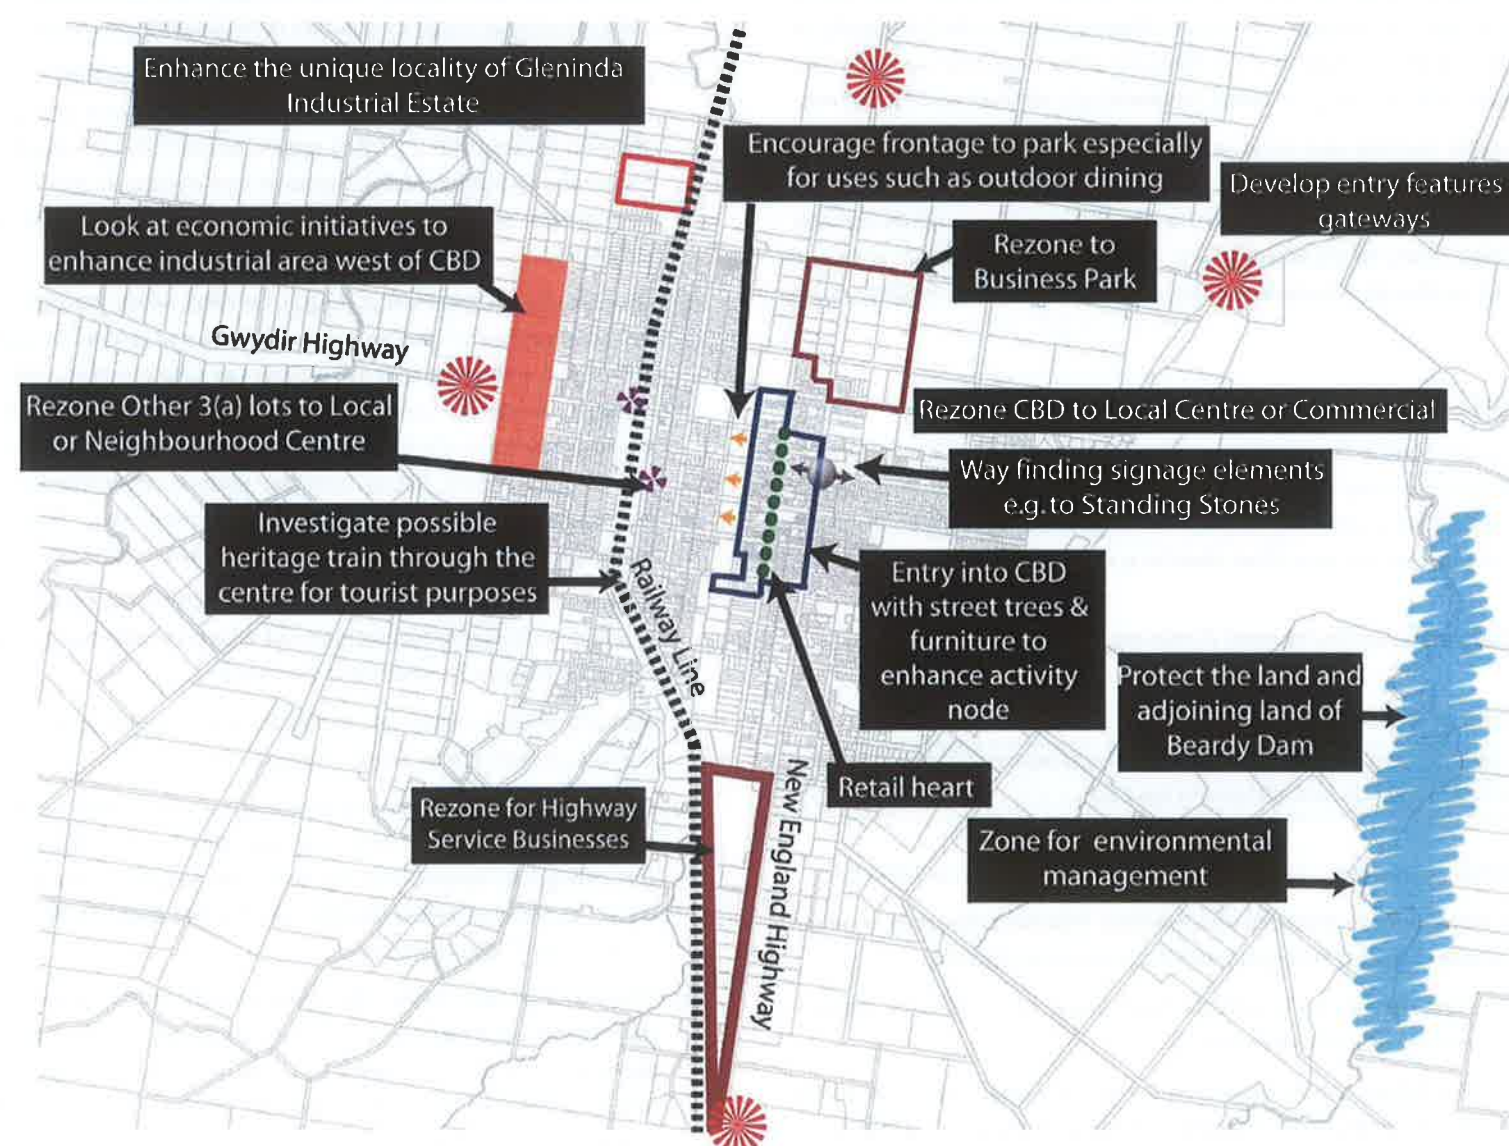 Enhance the unique locality of Gleninda
Industrial Estate
Encourage frontage to park especially
for uses such as outdoor dining
Develop entry features
gateways
Look at economic initiatives to
enhance industrial area west of CBD
Rezone to
Business Park
Gwydir Highway
Rezone Other 3(a) lots to Local
or Neighbourhood Centre
Rezone CBD to Local Centre or Commercial
Way finding signage elements
e.g. to Standing Stones
Investigate possible
heritage train through the
centre for tourist purposes
Railway Line
Entry into CBD
with street trees &
furniture to
enhance activity
node
Protect the land and
adjoining land of
Beardy Dam
Retail heart
Rezone for Highway
Service Businesses
New England Highway
Zone for environmental
management